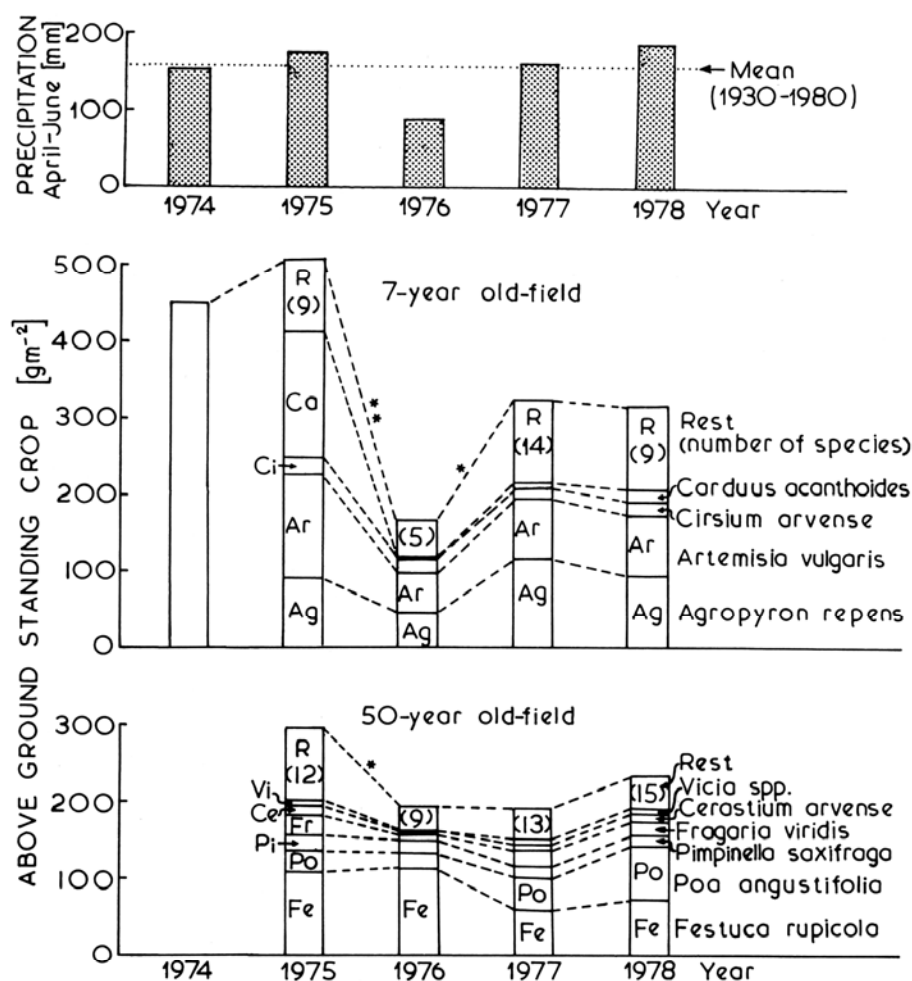 PRECIPITATION
April-June [mm]
200
100
0
Mean
(1930-1980)
1974 1975 1976 1977 1978 Year
ABOVE GROUND STANDING CROP [gm-2]
7-year old-field
500
400
300
200
100
0
R
(9)
Ca
Ci
Ar
Ag
**
(5)
Ar
Ag
*
R
(14)
Ar
Ag
R
(9)
Ar
Ag
Rest
(number of species)
Carduus acanthoides
Cirsium arvense
Artemisia vulgaris
Agropyron repens
50-year old-field
300
200
100
0
R
(12)
Vi
Ce
Fr
Pi
Po
Fe
*
(9)
Fe
(13)
Po
Fe
(15)
Po
Fe
Rest
Vicia spp.
Cerastium arvense
Fragaria viridis
Pimpinella saxifraga
Poa angustifolia
Festuca rupicola
1974 1975 1976 1977 1978 Year